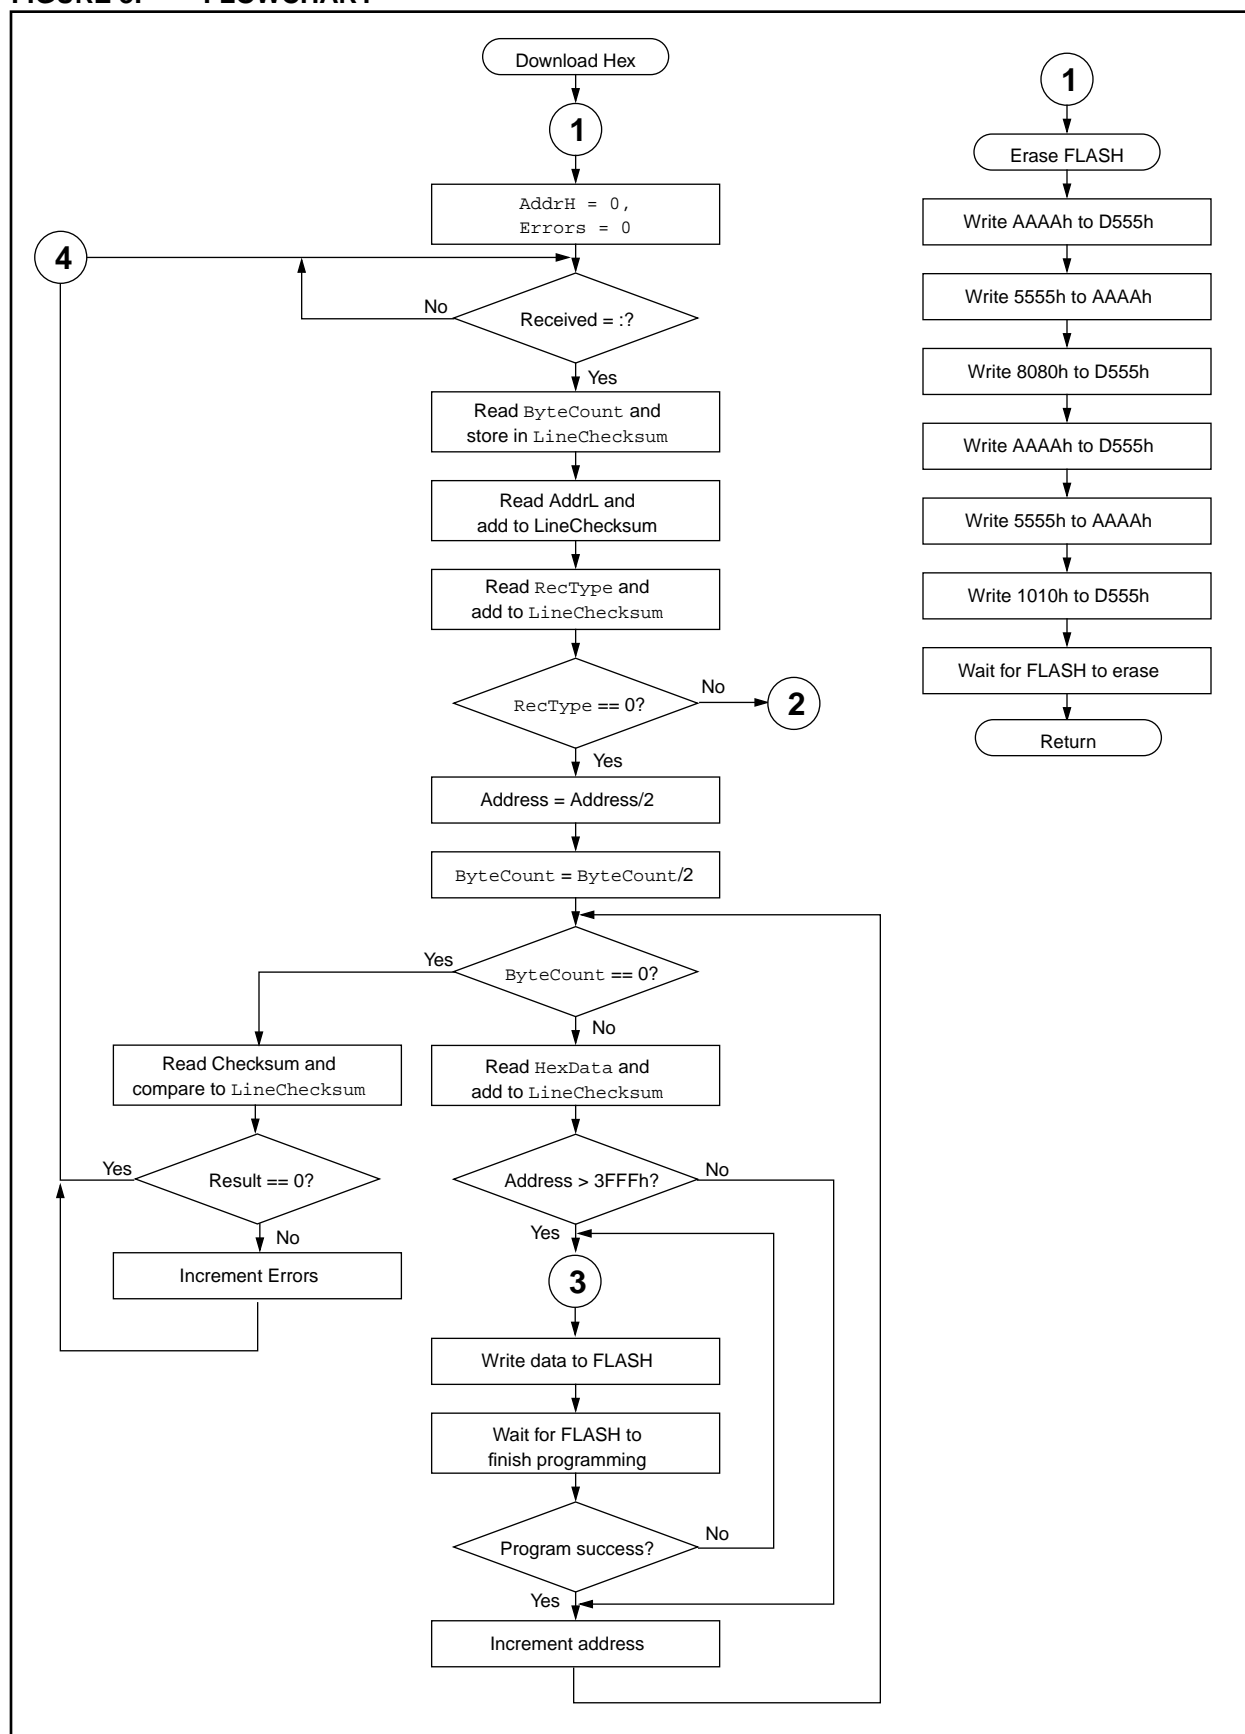 FIGURE FLOWCHART
Download Hex
1
AddrH = 0,
Errors = 0
4
No
Received = :?
Yes
Read ByteCount and
store in LineChecksum
Read AddrL and
add to LineChecksum
Read RecType and
add to LineChecksum
RecType == 0?
No
2
Yes
Address = Address/2
ByteCount = ByteCount/2
Yes
ByteCount == 0?
No
Read Checksum and
compare to LineChecksum
Yes
Result == 0?
No
Increment Errors
Read HexData and
add to LineChecksum
Address > 3FFFh?
No
Yes
3
Write data to FLASH
Wait for FLASH to
finish programming
Program success?
No
Yes
Increment address
1
Erase FLASH
Write AAAAh to D555h
Write 5555h to AAAAh
Write 8080h to D555h
Write AAAAh to D555h
Write 5555h to AAAAh
Write 1010h to D555h
Wait for FLASH to erase
Return